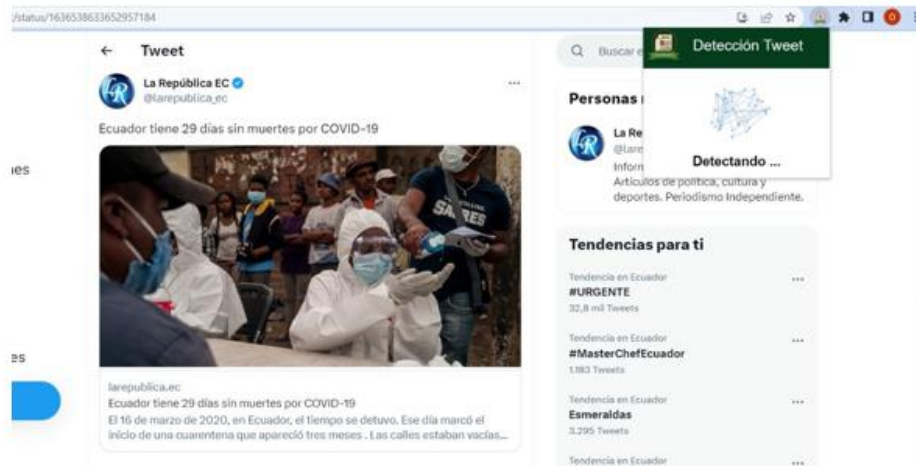 /status/1636538633652957184
Tweet
La República EC
@larepublica_ec
Ecuador tiene 29 días sin muertes por COVID-19
larepublica.ec
Ecuador tiene 29 días sin muertes por COVID-19
El 16 de marzo de 2020, en Ecuador, el tiempo se detuvo. Ese día marcó el
inicio de una cuarentena que apareció tres meses . Las calles estaban vacías...
nes
es
Buscar e
Detección Tweet
Detectando ...
Personas
La Re
@lare
Inform
Artículos de política, cultura y
deportes. Periodismo Independiente.
Tendencias para ti
Tendencia en Ecuador
#URGENTE
32,8 mil Tweets
Tendencia en Ecuador
#MasterChefEcuador
1.183 Tweets
Tendencia en Ecuador
Esmeraldas
3.295 Tweets
Tendencia en Ecuador